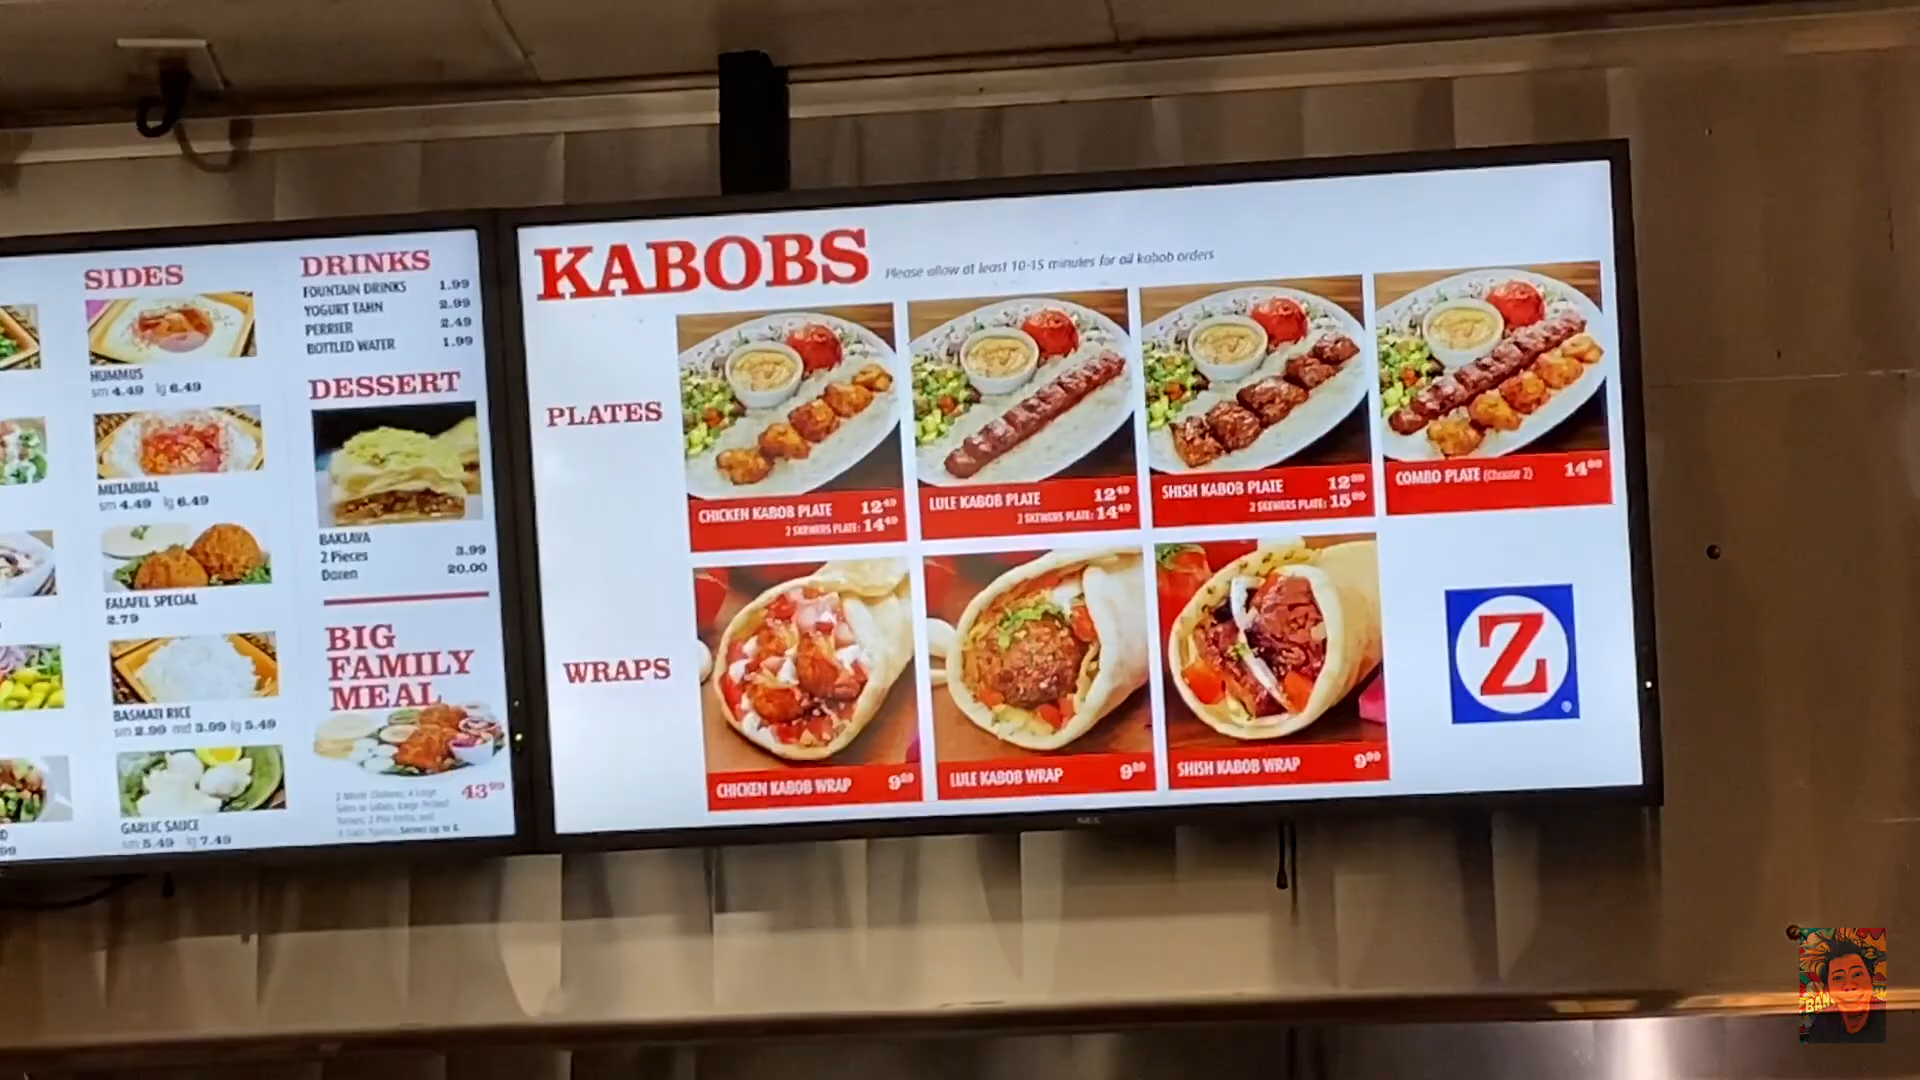 SIDES
HUMMUS
sm 4.49 lg 6.49
MUTABBAL
sm 4.49 lg 6.49
FALAFEL SPECIAL
2.79
BASMATI RICE
sm 2.99 md 3.99 lg 5.49
GARLIC SAUCE
sm 5.49 lg 7.49
DRINKS
FOUNTAIN DRINKS 1.99
YOGURT TAHN 2.99
PERRIER 2.49
BOTTLED WATER 1.99
DESSERT
BAKLAVA
2 Pieces 3.99
Dozen 20.00
BIG
FAMILY
MEAL
43.99
Serves up to 6.
KABOBS
Please allow at least 10-15 minutes for all kabob orders
PLATES
CHICKEN KABOB PLATE 12.49
2 SKEWERS PLATE: 14.49
LULE KABOB PLATE 12.49
2 SKEWERS PLATE: 14.49
SHISH KABOB PLATE 12.99
2 SKEWERS PLATE: 15.99
COMBO PLATE (Choose 2) 14.99
WRAPS
CHICKEN KABOB WRAP 9.99
LULE KABOB WRAP 9.99
SHISH KABOB WRAP 9.99
Z
®
NEC